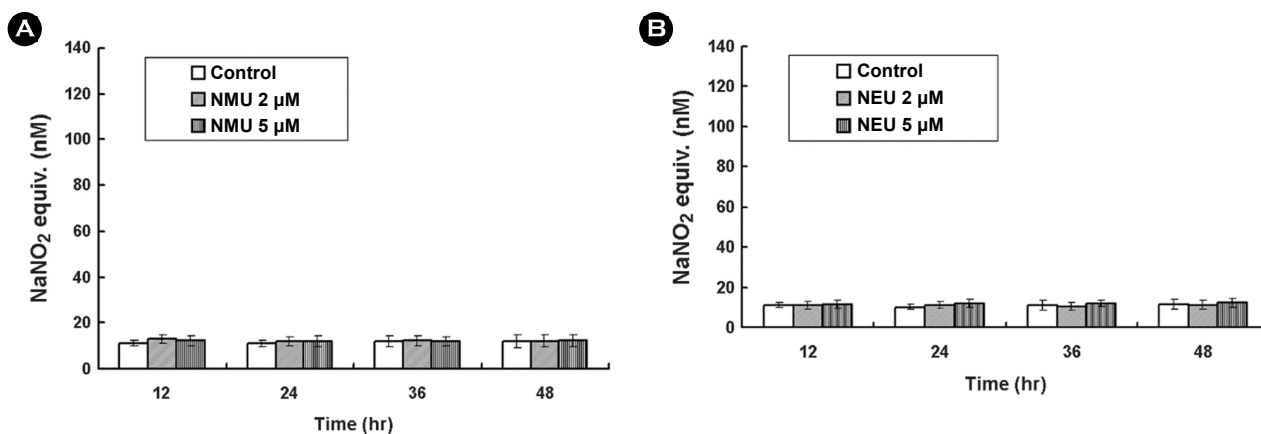 A
140
120
100
80
60
40
20
0
NaNO2 equiv. (nM)
Control
NMU 2 μM
NMU 5 μM
12 24 36 48
Time (hr)
B
140
120
100
80
60
40
20
0
NaNO2 equiv. (nM)
Control
NEU 2 μM
NEU 5 μM
12 24 36 48
Time (hr)